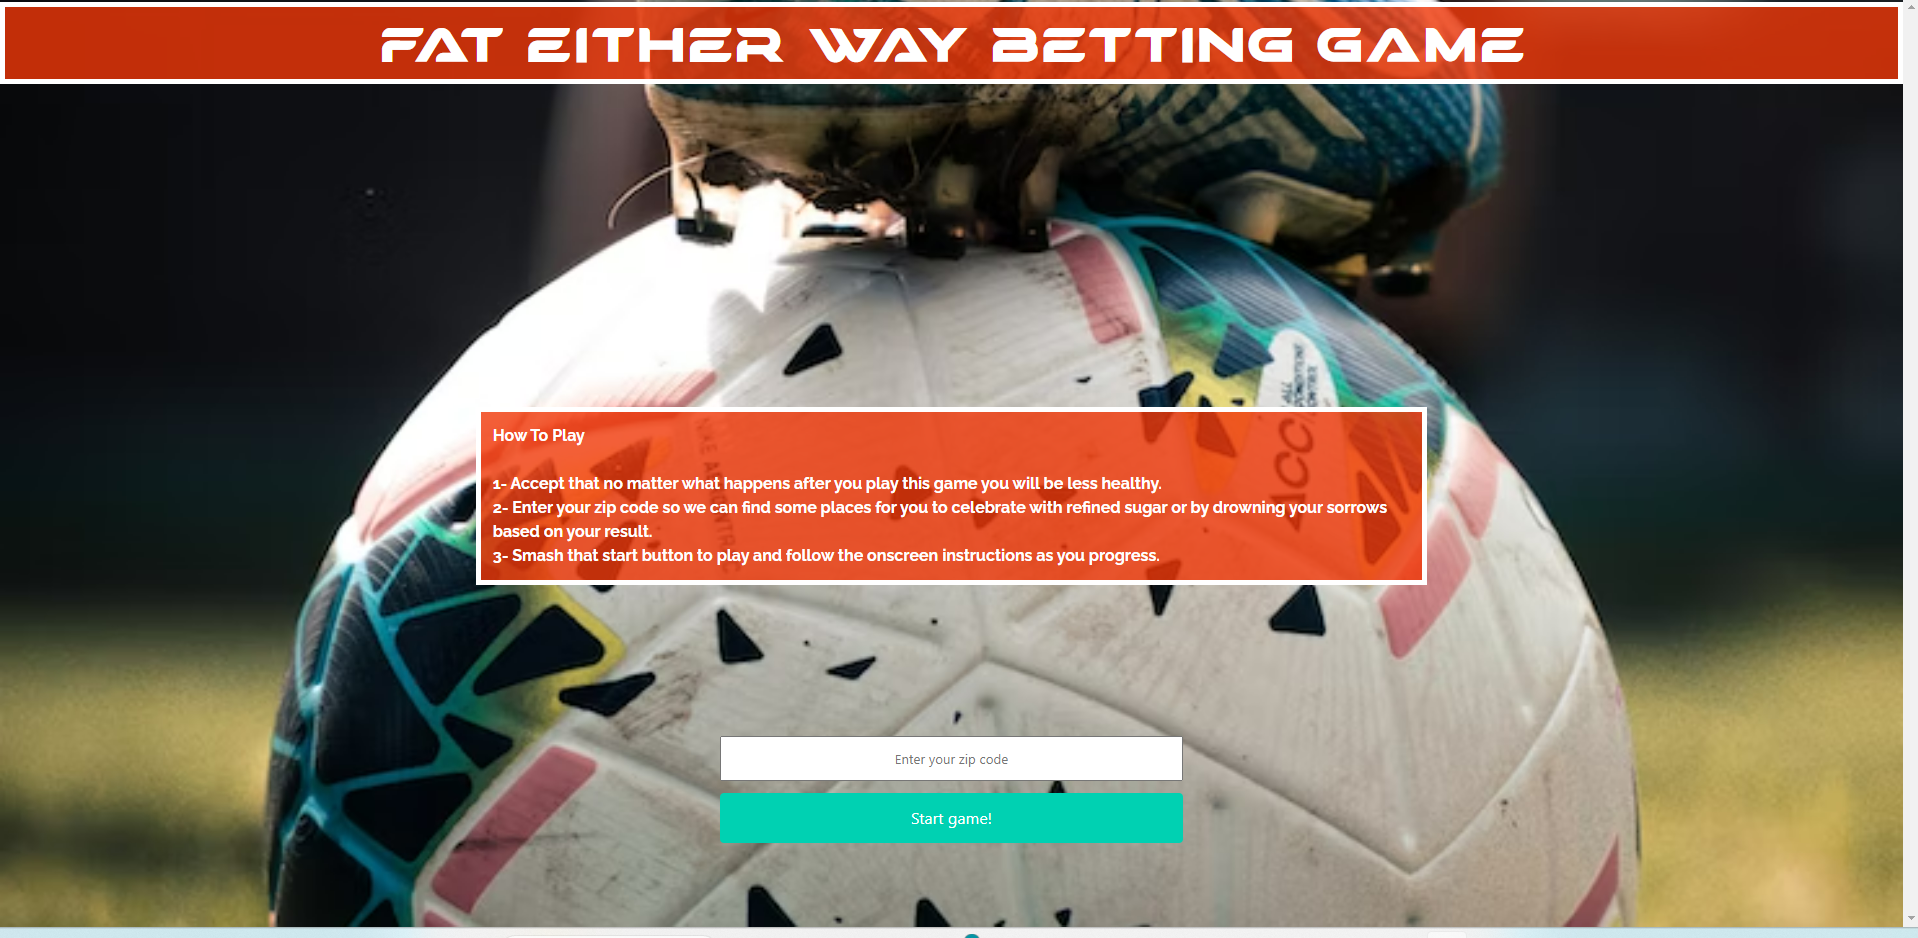 FAT EITHER WAY BETTING GAME
How To Play
1- Accept that no matter what happens after you play this game you will be less healthy.
2- Enter your zip code so we can find some places for you to celebrate with refined sugar or by drowning your sorrows
based on your result.
3- Smash that start button to play and follow the onscreen instructions as you progress.
Enter your zip code
Start game!